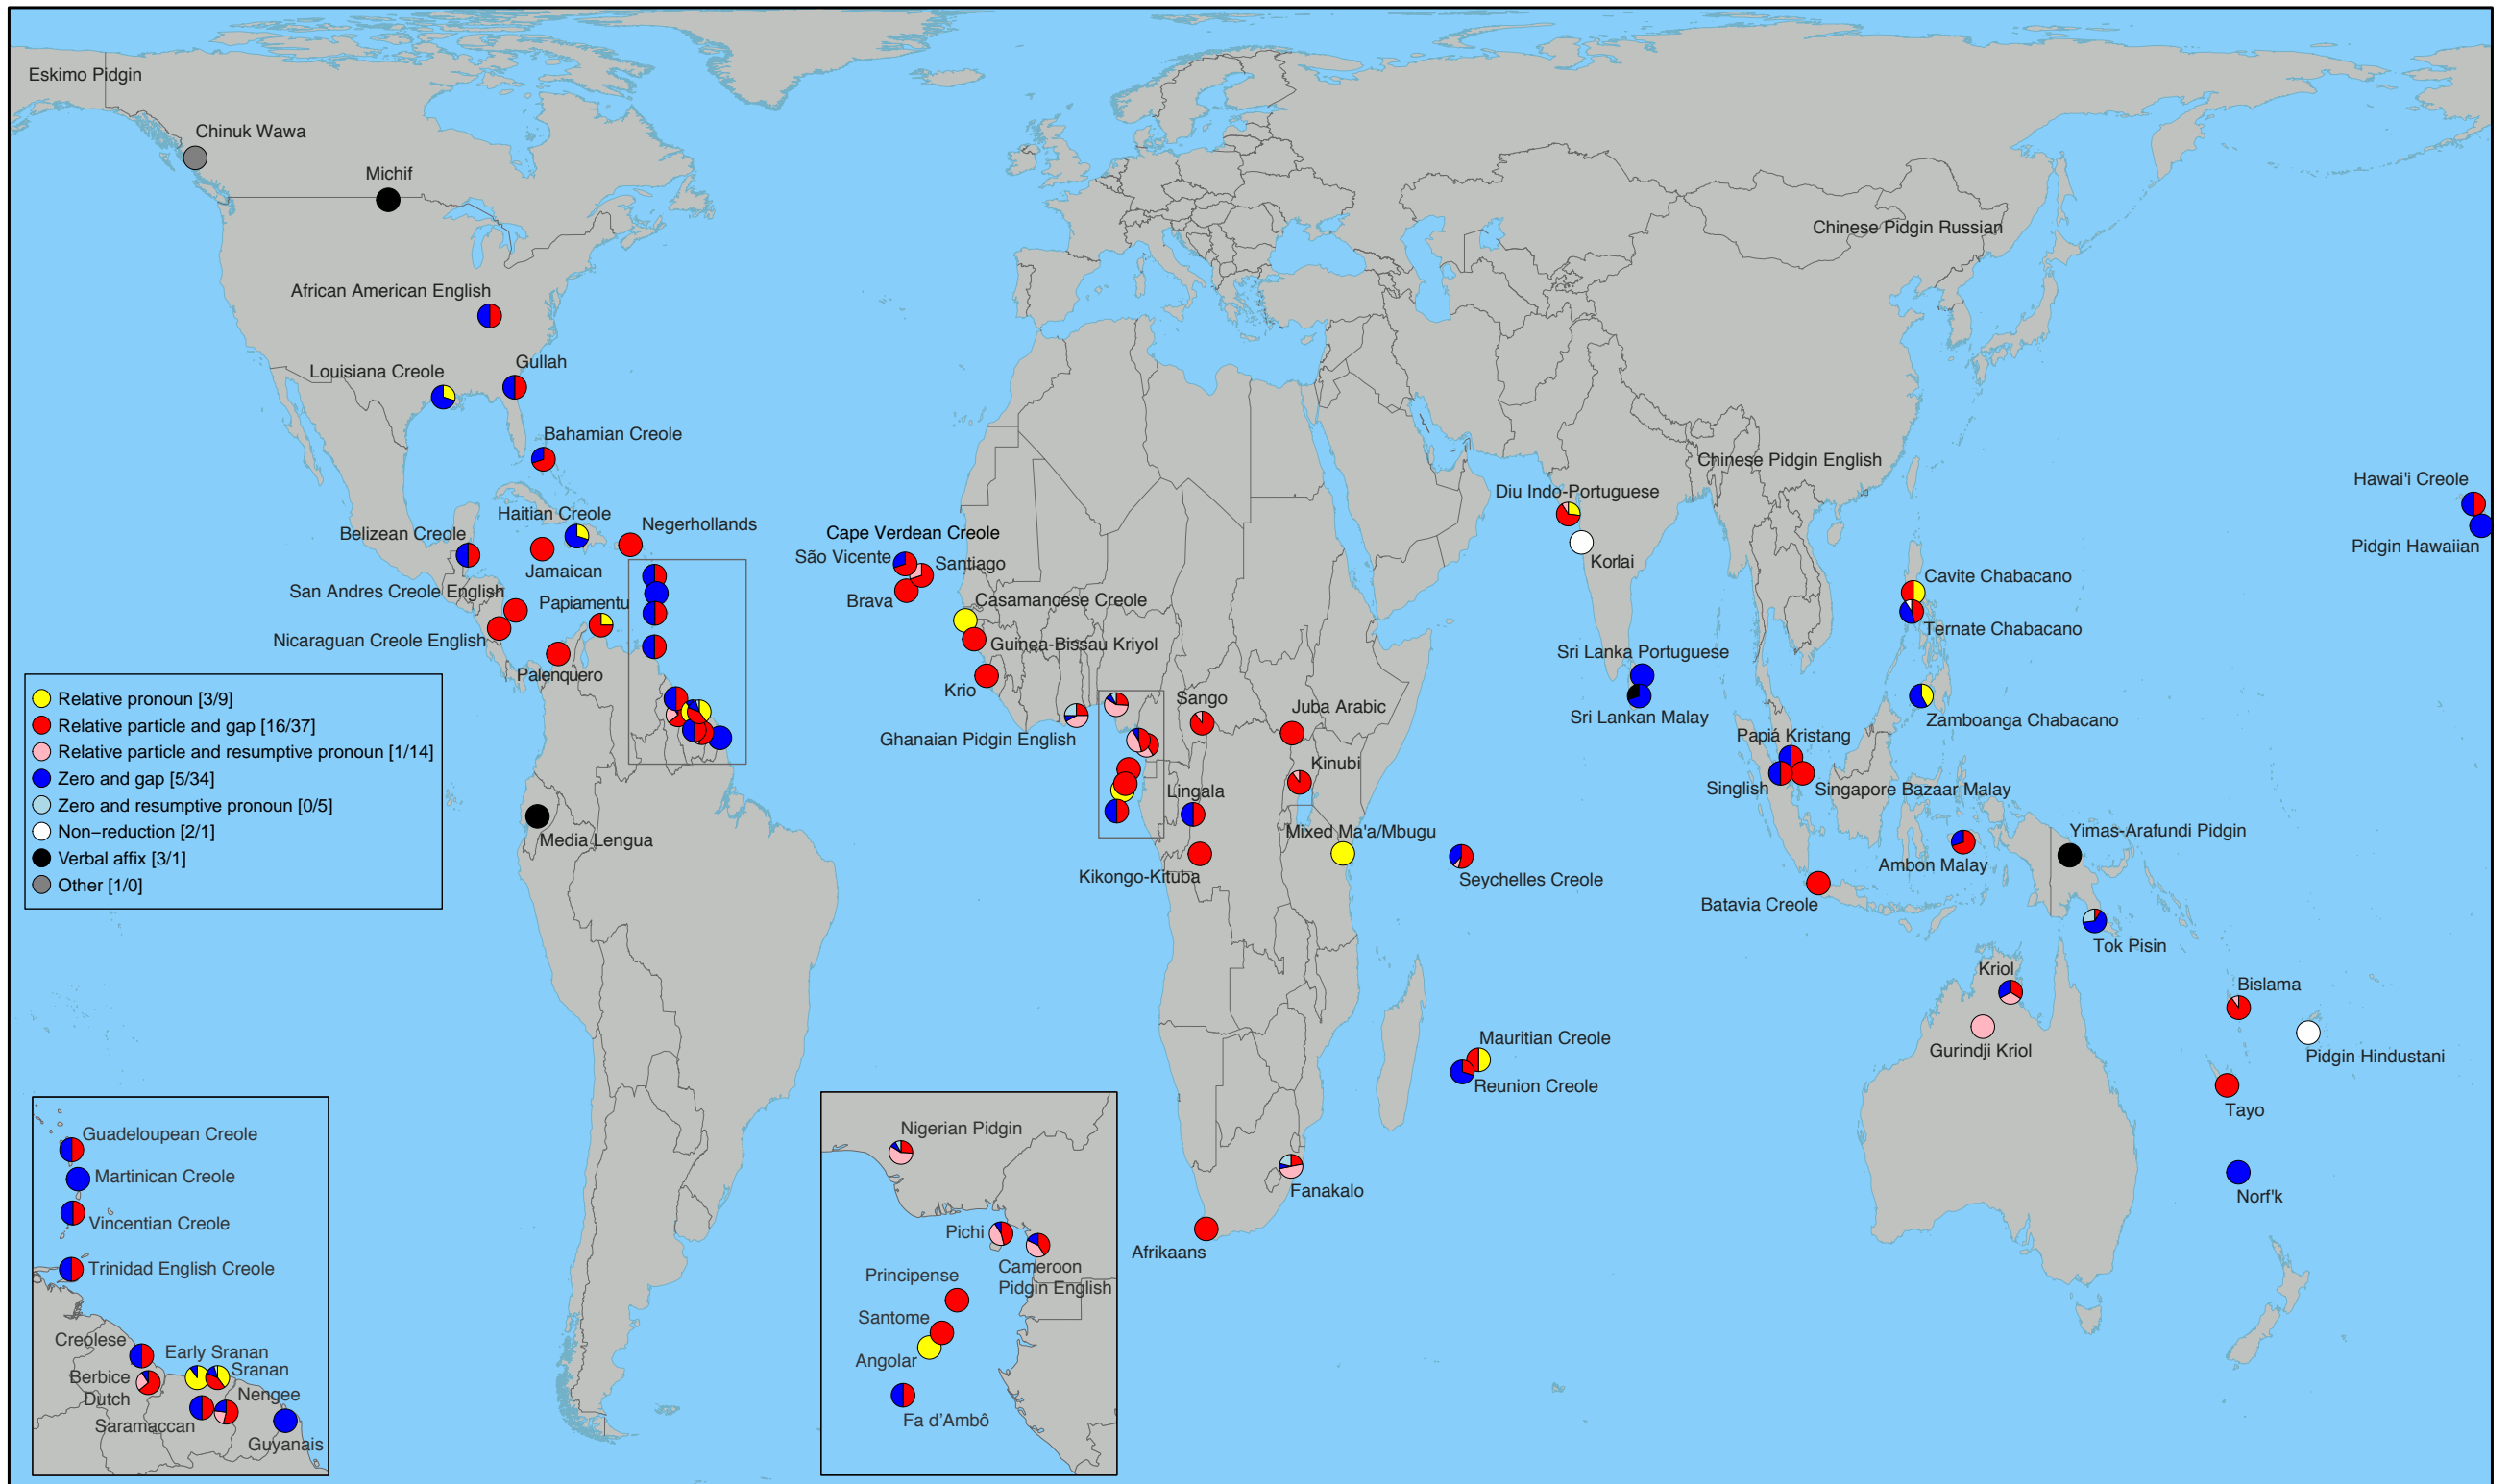 Eskimo Pidgin
Chinuk Wawa
Michif
Chinese Pidgin Russian
African American English
Gullah
Louisiana Creole
Bahamian Creole
Chinese Pidgin English
Hawai'i Creole
Diu Indo-Portuguese
Haitian Creole
Negerhollands
Belizean Creole
Cape Verdean Creole
Pidgin Hawaiian
São Vicente
Santiago
Korlai
Jamaican
Cavite Chabacano
San Andres Creole English
Papiamentu
Brava
Casamancese Creole
Ternate Chabacano
Nicaraguan Creole English
Guinea-Bissau Kriyol
Sri Lanka Portuguese
Palenquero
Krio
Sango
Juba Arabic
Sri Lankan Malay
Zamboanga Chabacano
Relative pronoun [3/9]
Relative particle and gap [16/37]
Relative particle and resumptive pronoun [1/14]
Zero and gap [5/34]
Zero and resumptive pronoun [0/5]
Non−reduction [2/1]
Verbal affix [3/1]
Other [1/0]
Ghanaian Pidgin English
Papiá Kristang
Kinubi
Lingala
Singlish
Singapore Bazaar Malay
Media Lengua
Mixed Ma'a/Mbugu
Yimas-Arafundi Pidgin
Kikongo-Kituba
Seychelles Creole
Ambon Malay
Batavia Creole
Tok Pisin
Kriol
Bislama
Mauritian Creole
Gurindji Kriol
Pidgin Hindustani
Reunion Creole
Tayo
Fanakalo
Norf'k
Afrikaans
Guadeloupean Creole
Martinican Creole
Vincentian Creole
Trinidad English Creole
Creolese
Early Sranan
Sranan
Berbice
Dutch
Nengee
Saramaccan
Guyanais
Nigerian Pidgin
Pichi
Cameroon
Pidgin English
Principense
Santome
Angolar
Fa d’Ambô